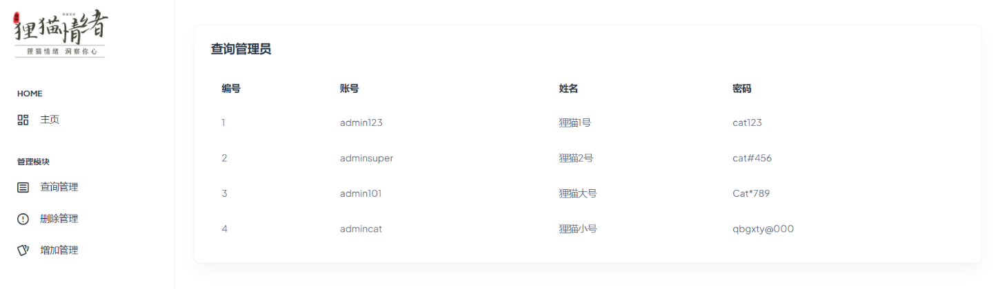 狸猫情绪
狸猫情绪 洞察你心
HOME
主页
管理模块
查询管理
删除管理
增加管理
查询管理员
编号 账号 姓名 密码
1 admin123 狸猫1号 cat123
2 adminsuper 狸猫2号 cat#456
3 admin101 狸猫大号 Cat*789
4 admincat 狸猫小号 qbgxty@000